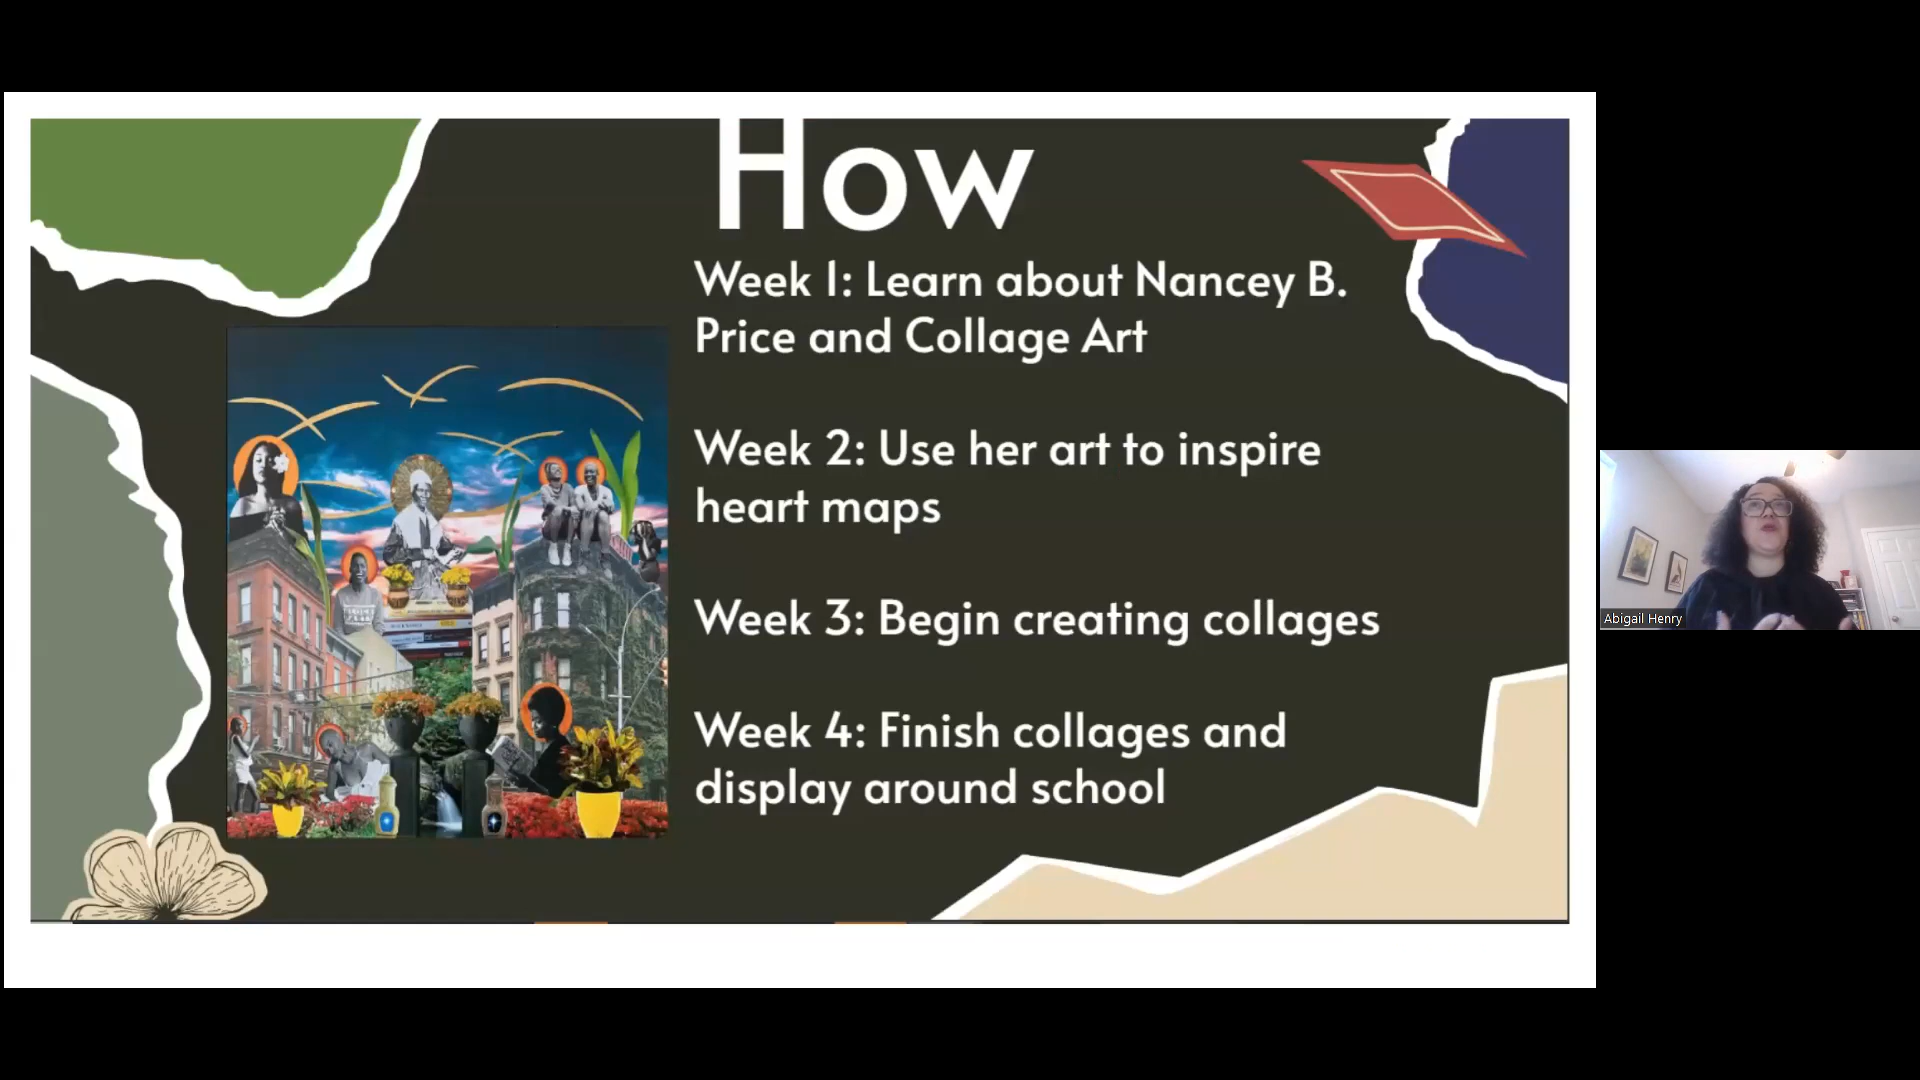 How
Week 1: Learn about Nancey B.
Price and Collage Art
Week 2: Use her art to inspire
heart maps
Week 3: Begin creating collages
Week 4: Finish collages and
display around school
Abigail Henry